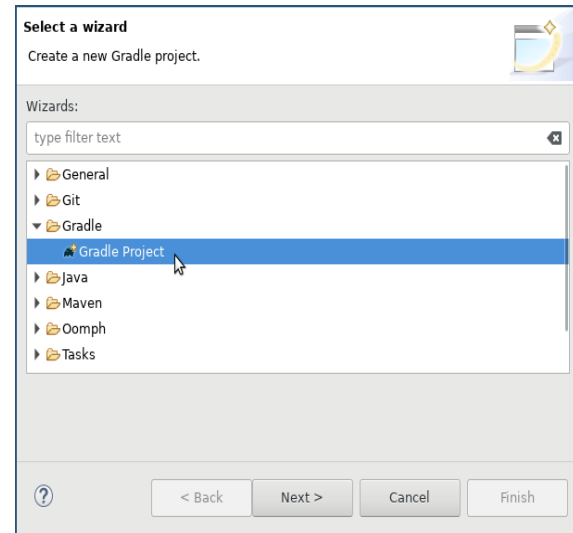 Select a wizard
Create a new Gradle project.
Wizards:
type filter text
General
Git
Gradle
Gradle Project
Java
Maven
Oomph
Tasks
? < Back Next > Cancel Finish